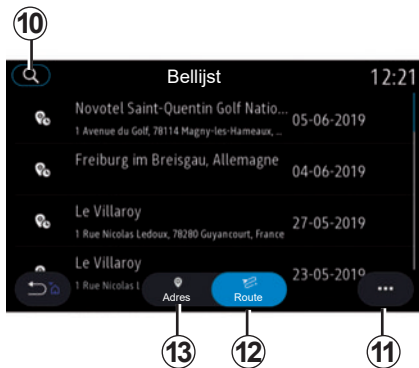 10
Bellijst 12:21
Novotel Saint-Quentin Golf Natio...
1 Avenue du Golf, 78114 Magny-les-Hameaux, ...
05-06-2019
Freiburg im Breisgau, Allemagne
04-06-2019
Le Villaroy
1 Rue Nicolas Ledoux, 78280 Guyancourt, France
27-05-2019
Le Villaroy
1 Rue Nicolas L
23-05-2019
Adres
Route
...
13
12
11